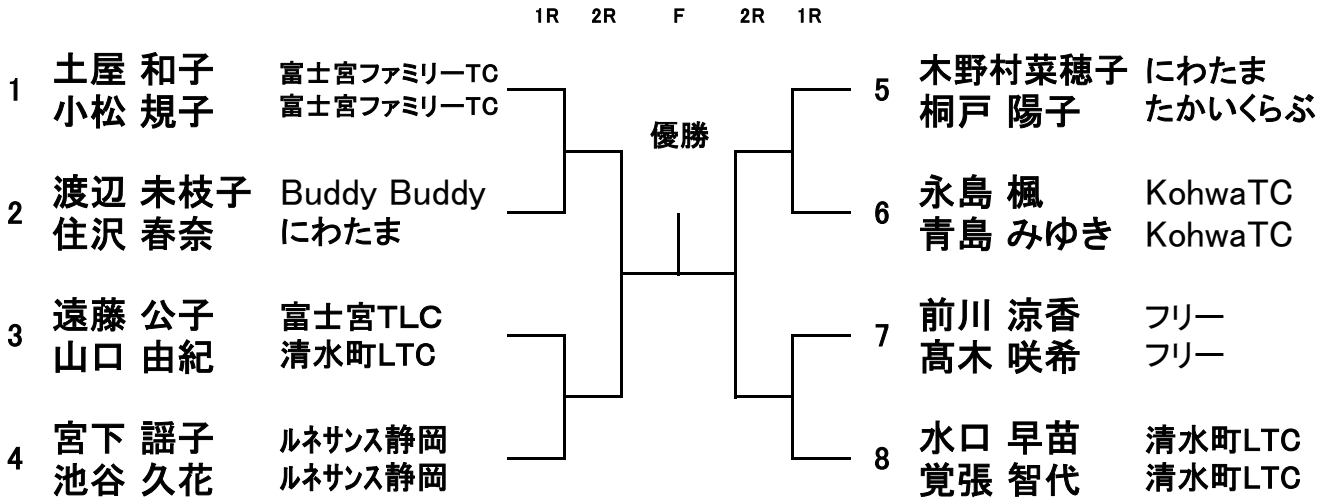 1R 2R F 2R 1R
優勝
1 土屋 和子 富士宮ファミリーTC
小松 規子 富士宮ファミリーTC
2 渡辺 未枝子 Buddy Buddy
住沢 春奈 にわたま
3 遠藤 公子 富士宮TLC
山口 由紀 清水町LTC
4 宮下 謡子 ルネサンス静岡
池谷 久花 ルネサンス静岡
5 木野村菜穂子 にわたま
桐戸 陽子 たかいくらぶ
6 永島 楓 KohwaTC
青島 みゆき KohwaTC
7 前川 涼香 フリー
髙木 咲希 フリー
8 水口 早苗 清水町LTC
覚張 智代 清水町LTC